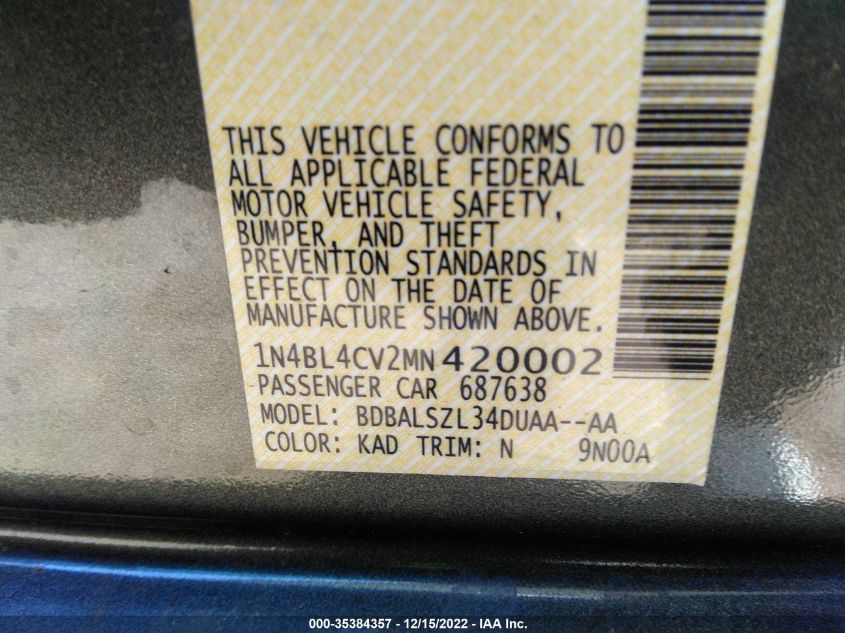 THIS VEHICLE CONFORMS TO
ALL APPLICABLE FEDERAL
MOTOR VEHICLE SAFETY,
BUMPER, AND THEFT
PREVENTION STANDARDS IN
EFFECT ON THE DATE OF
MANUFACTURE SHOWN ABOVE.
1N4BL4CV2MN420002
PASSENGER CAR 687638
MODEL: BDBALSZL34DUAA--AA
COLOR: KAD TRIM: N 9N00A
000-35384357 - 12/15/2022 - IAA Inc.